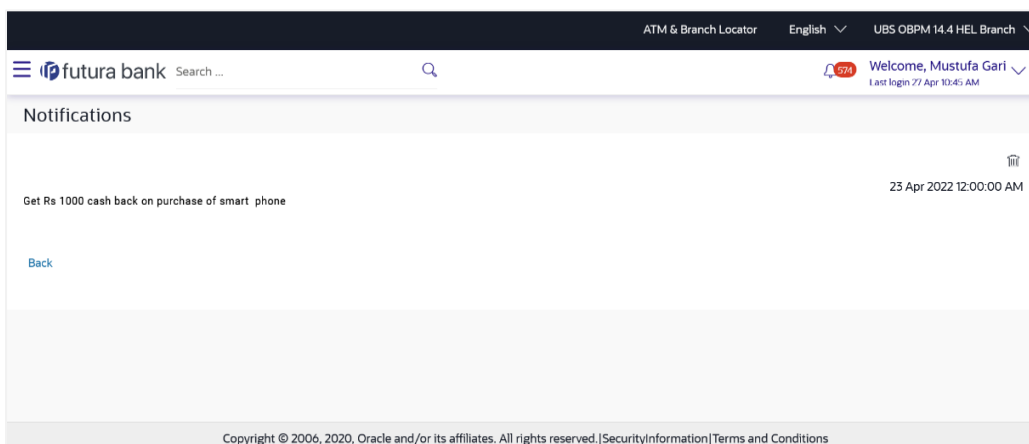 ATM & Branch Locator English UBS OBPM 14.4 HEL Branch
futura bank Search ... 574 Welcome, Mustufa Gari
Last login 27 Apr 10:45 AM
Notifications
23 Apr 2022 12:00:00 AM
Get Rs 1000 cash back on purchase of smart phone
Back
Copyright © 2006, 2020, Oracle and/or its affiliates. All rights reserved.|SecurityInformation|Terms and Conditions